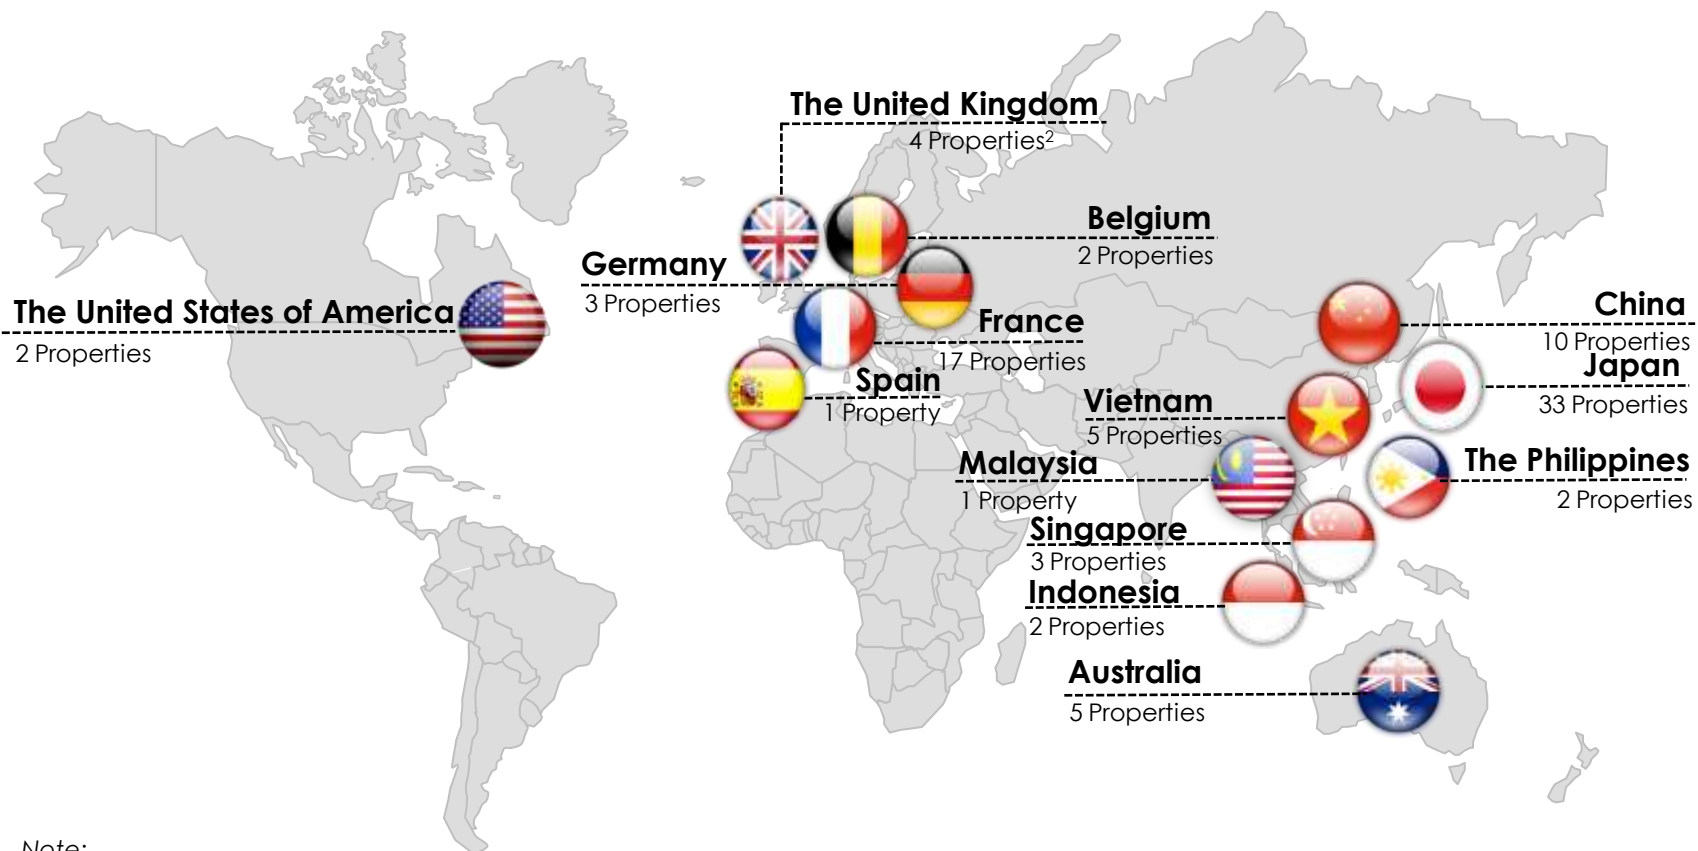 The United Kingdom
4 Properties²
Belgium
2 Properties
Germany
3 Properties
The United States of America
2 Properties
France
17 Properties
Spain
1 Property
China
10 Properties
Japan
33 Properties
Vietnam
5 Properties
Malaysia
1 Property
The Philippines
2 Properties
Singapore
3 Properties
Indonesia
2 Properties
Australia
5 Properties
Note: